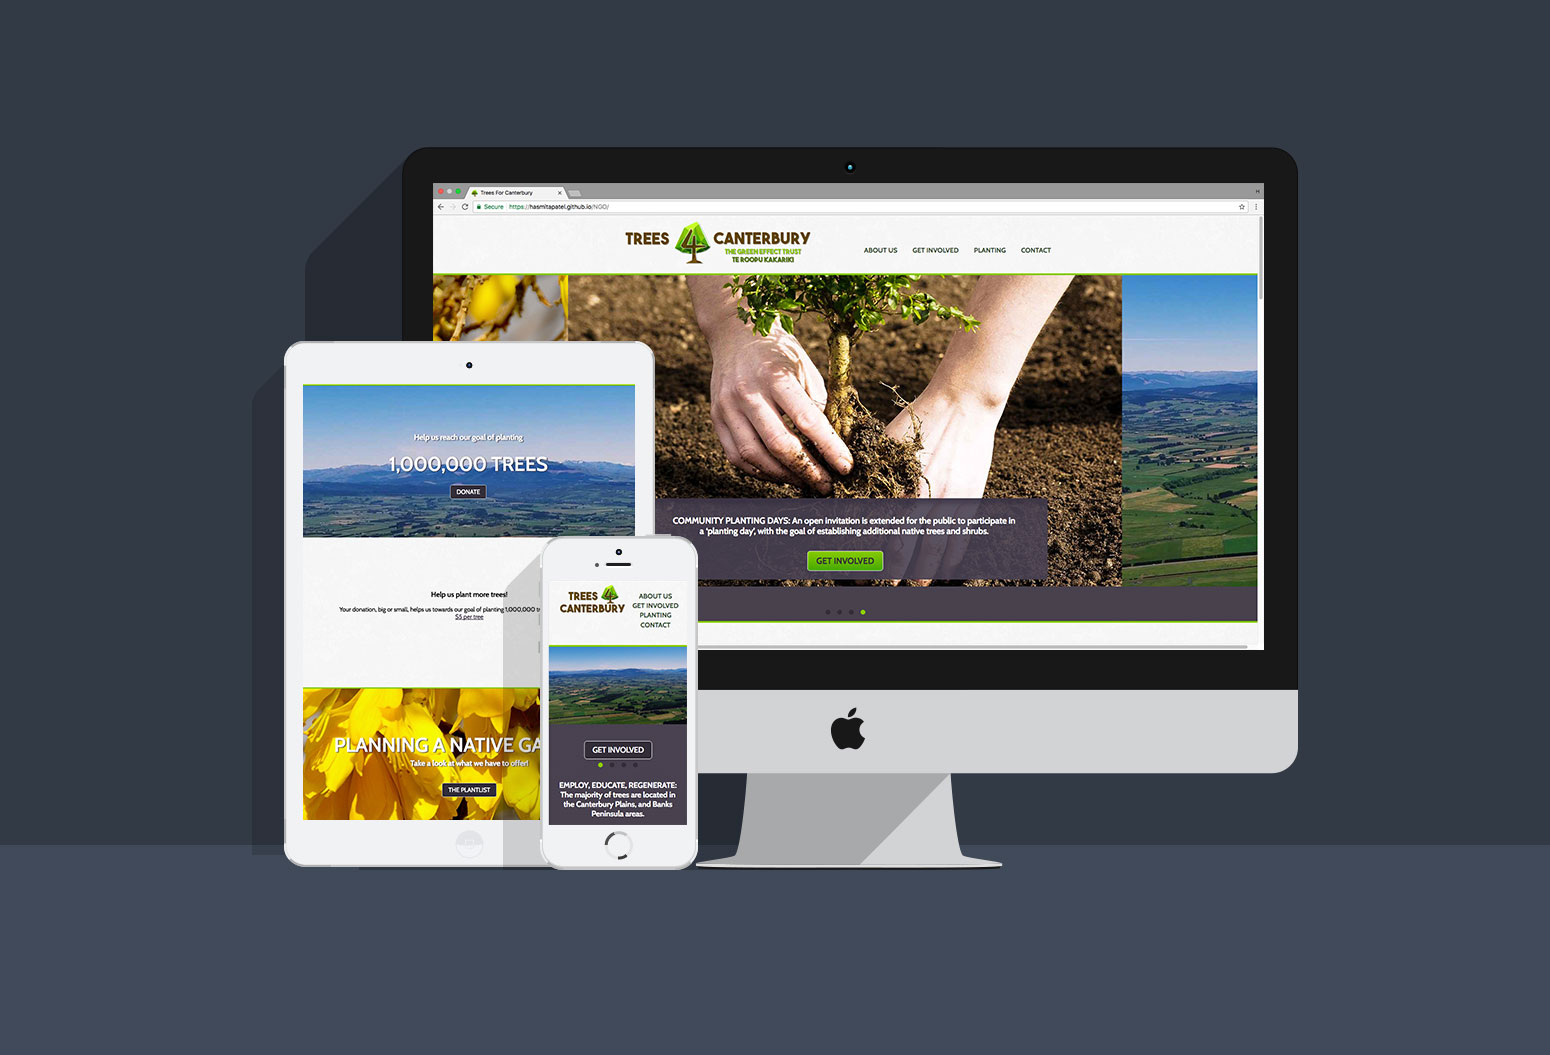 Trees For Canterbury
Secure https://hasmitapatel.github.io/NGO/
TREES 4 CANTERBURY
THE GREEN EFFECT TRUST
TE ROOPU KAKARIKI
ABOUT US GET INVOLVED PLANTING CONTACT
COMMUNITY PLANTING DAYS: An open invitation is extended for the public to participate in
a 'planting day', with the goal of establishing additional native trees and shrubs.
GET INVOLVED
Help us reach our goal of planting
1,000,000 TREES
DONATE
Help us plant more trees!
Your donation, big or small, helps us towards our goal of planting 1,000,000 t
$5 per tree
PLANNING A NATIVE GA
Take a look at what we have to offer!
THE PLANTLIST
TREES 4
CANTERBURY
ABOUT US
GET INVOLVED
PLANTING
CONTACT
GET INVOLVED
EMPLOY, EDUCATE, REGENERATE:
The majority of trees are located in
the Canterbury Plains, and Banks
Peninsula areas.